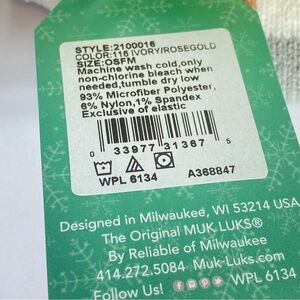 STYLE:2100016
COLOR:116 IVORY/ROSEGOLD
SIZE:OSFM
Machine wash cold,only
non-chlorine bleach when
needed,tumble dry low
93% Microfiber Polyester,
6% Nylon,1% Spandex
Exclusive of elastic
0 33977 31367 5
WPL 6134 A368847
Designed in Milwaukee, WI 53214 USA
The Original MUK LUKS®
By Reliable of Milwaukee
414.272.5084 Muk-Luks.com
Follow Us! WPL 6134